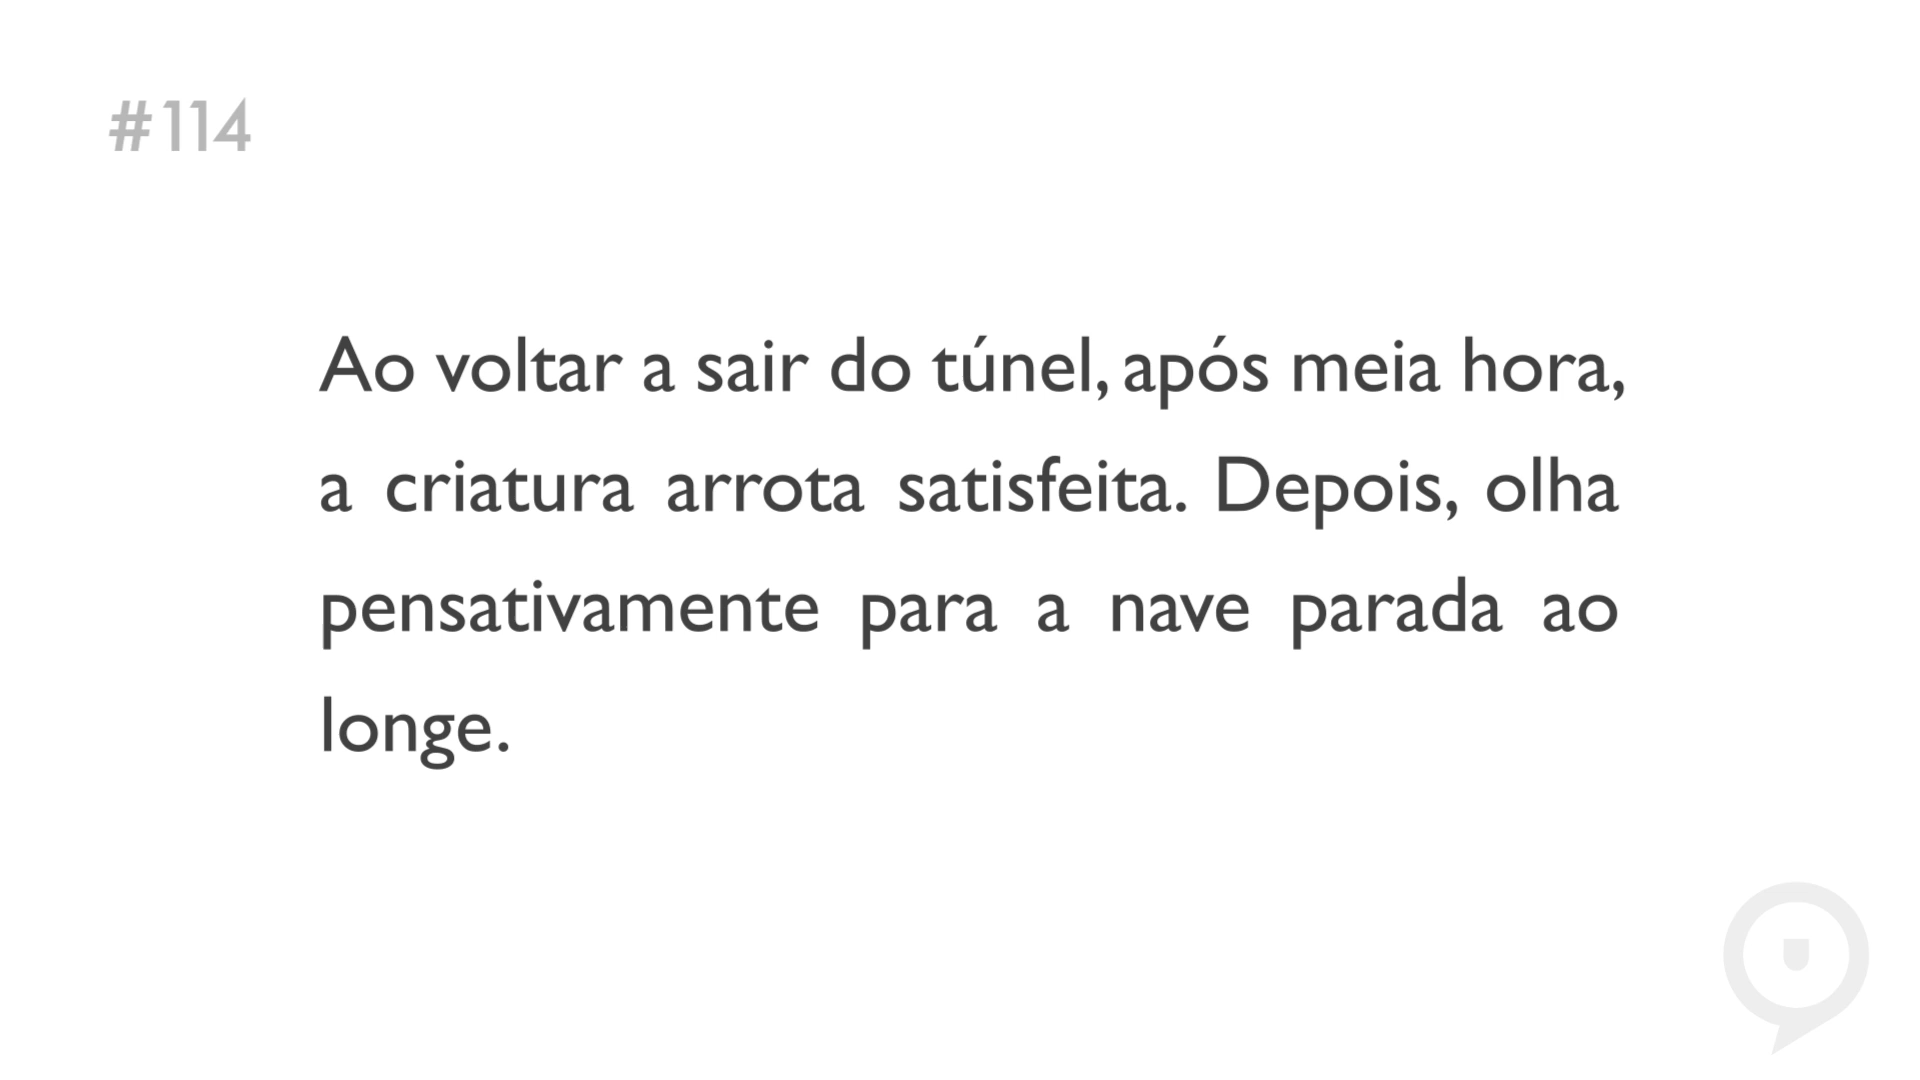 #114
Ao voltar a sair do túnel, após meia hora,
a criatura arrota satisfeita. Depois, olha
pensativamente para a nave parada ao
longe.